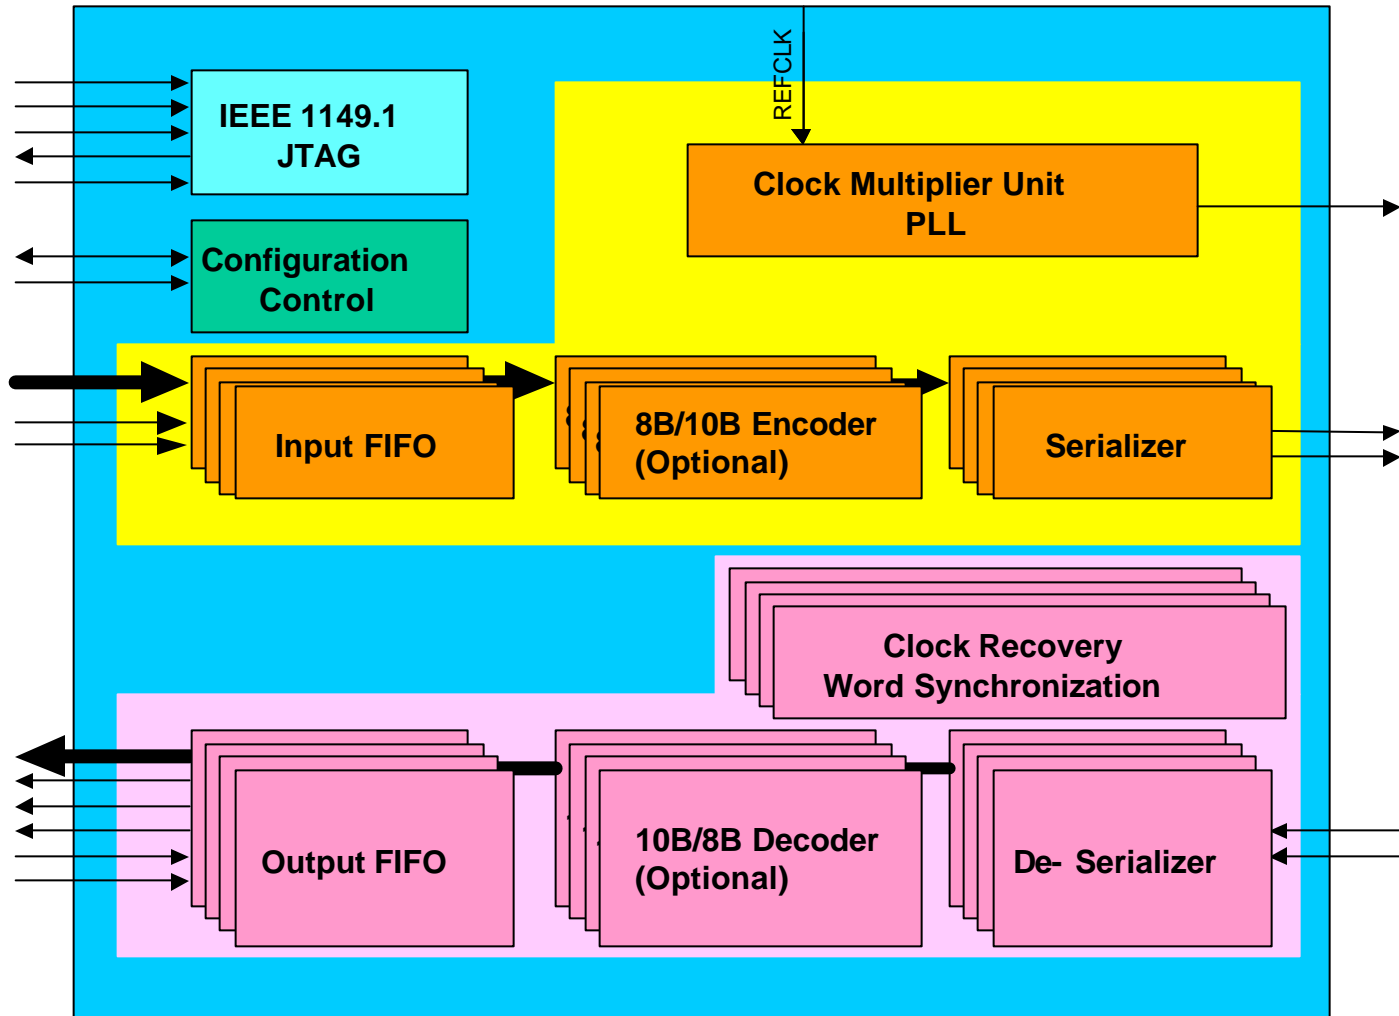 REFCLK
IEEE 1149.1
JTAG
Clock Multiplier Unit
PLL
Configuration
Control
Input FIFO
8B/10B Encoder
(Optional)
Serializer
Clock Recovery
Word Synchronization
Output FIFO
10B/8B Decoder
(Optional)
De- Serializer